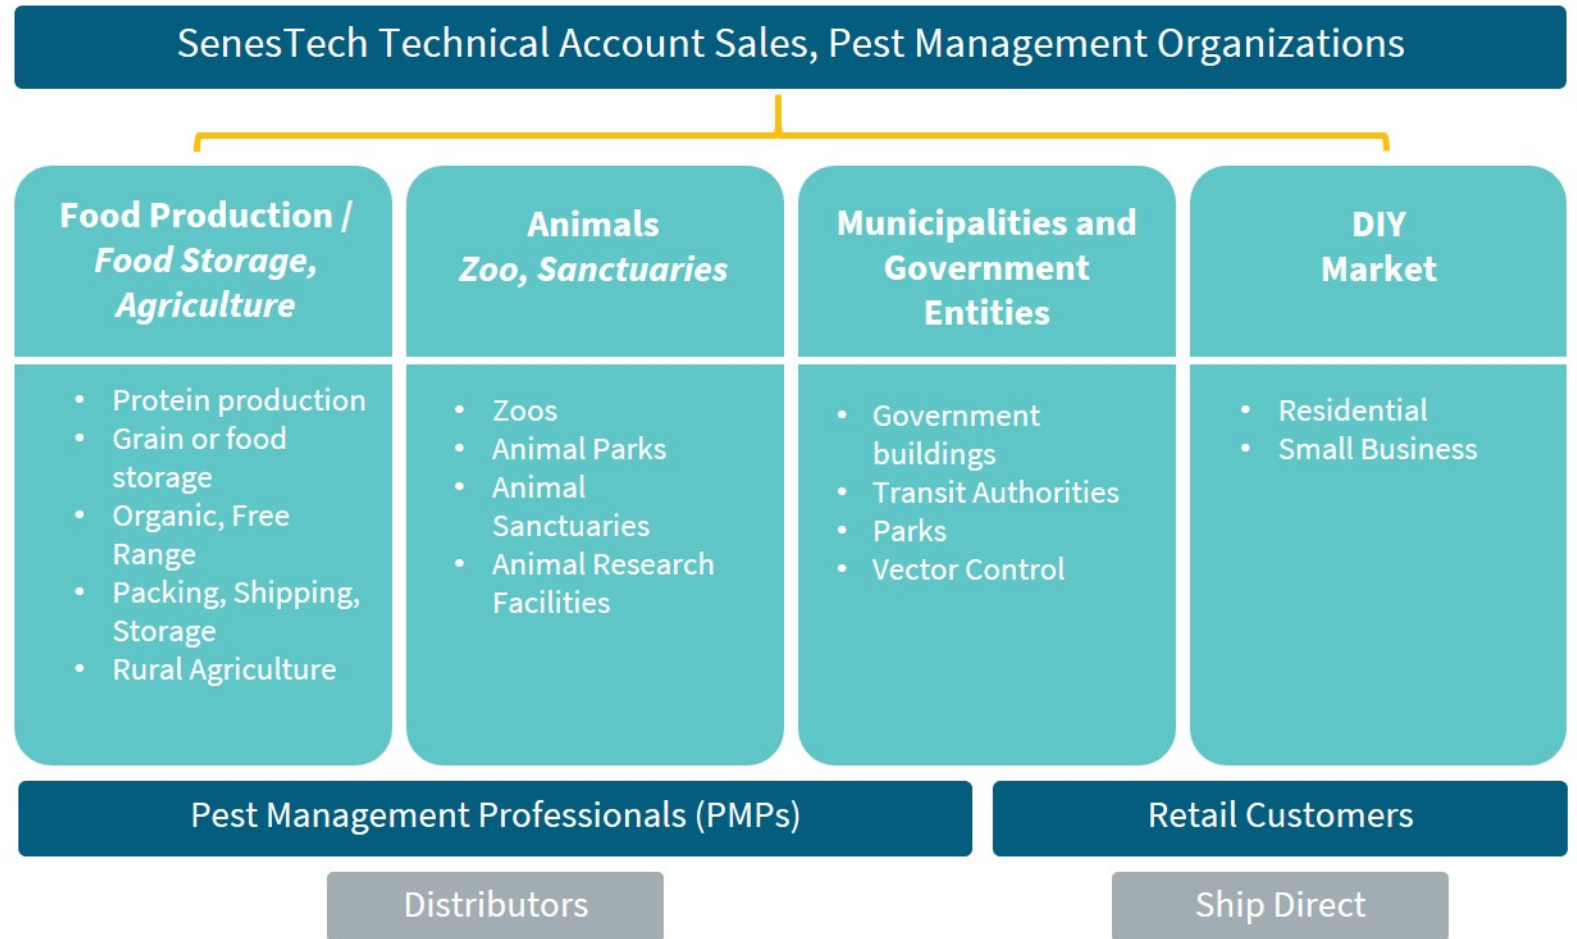 SenesTech Technical Account Sales, Pest Management Organizations
Food Production /
Food Storage,
Agriculture
• Protein production
• Grain or food
storage
• Organic, Free
Range
• Packing, Shipping,
Storage
• Rural Agriculture
Animals
Zoo, Sanctuaries
• Zoos
• Animal Parks
• Animal
Sanctuaries
• Animal Research
Facilities
Municipalities and
Government
Entities
• Government
buildings
• Transit Authorities
• Parks
• Vector Control
DIY
Market
• Residential
• Small Business
Pest Management Professionals (PMPs)
Retail Customers
Distributors
Ship Direct